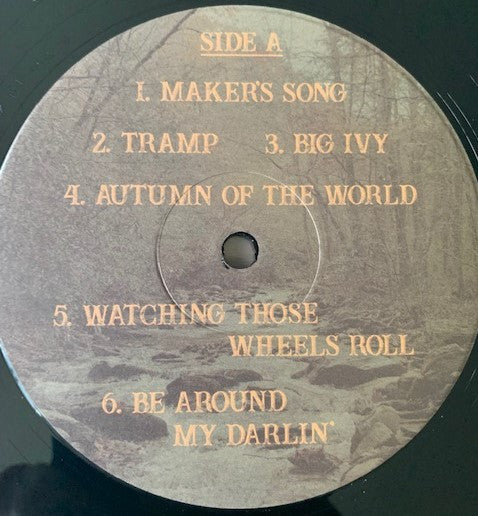 SIDE A
1. MAKER'S SONG
2. TRAMP 3. BIG IVY
4. AUTUMN OF THE WORLD
5. WATCHING THOSE
WHEELS ROLL
6. BE AROUND
MY DARLIN'